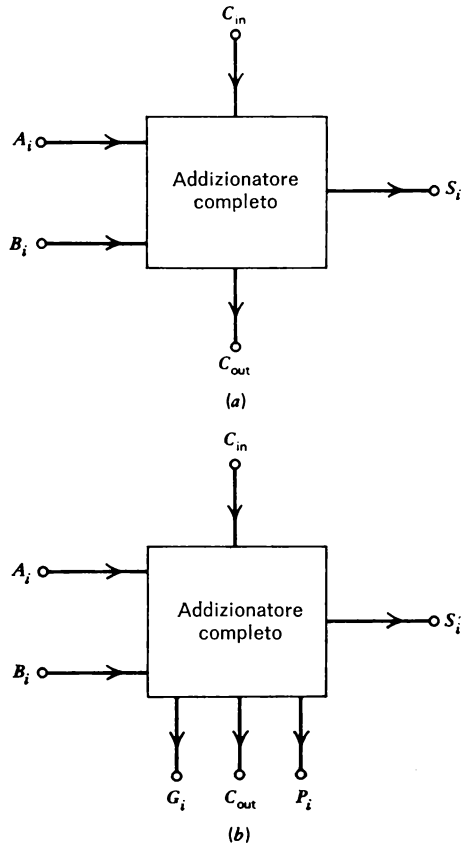 C_in
A_i
Addizionatore
completo
S_i
B_i
C_out
(a)
C_in
A_i
Addizionatore
completo
S_i
B_i
G_i C_out P_i
(b)